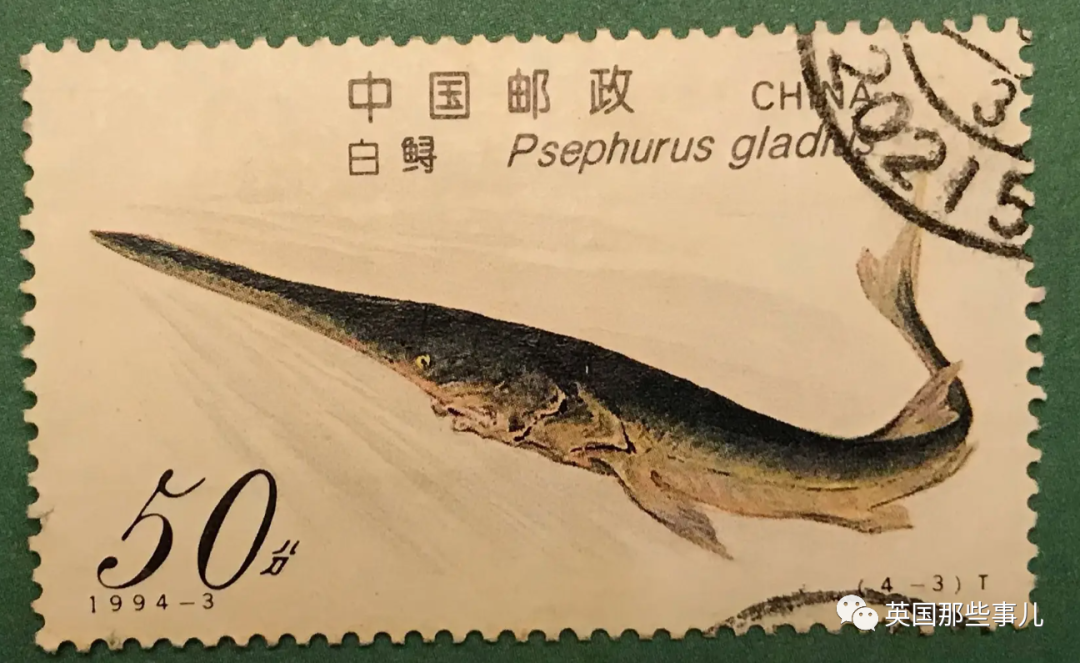 中国邮政 CHINA
白鲟 Psephurus gladius
202153
50分
1994-3
(4-3)T
英国那些事儿